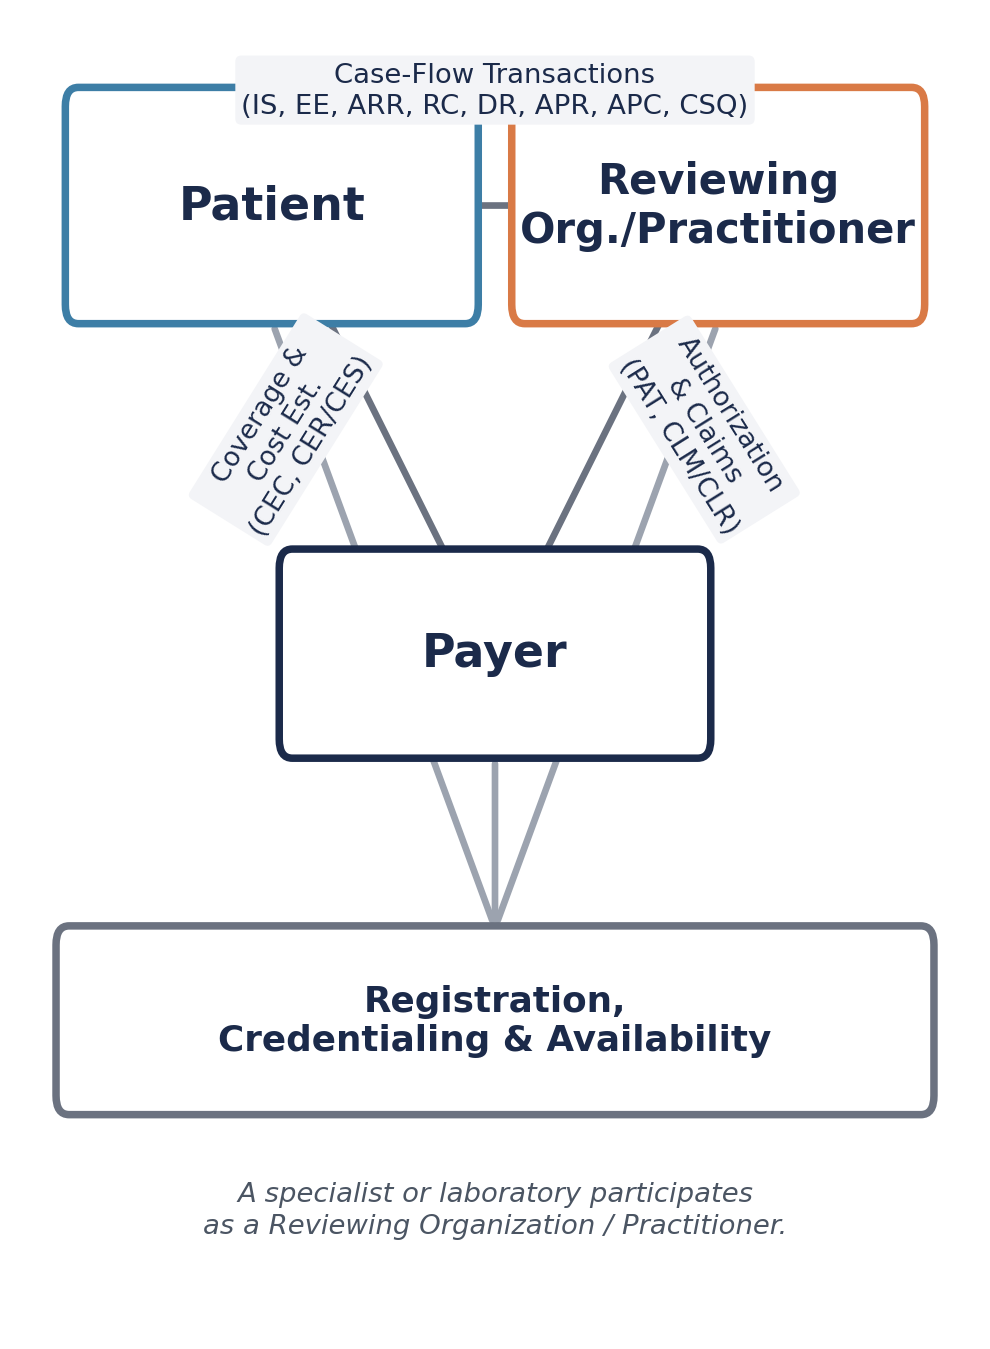 Case-Flow Transactions
(IS, EE, ARR, RC, DR, APR, APC, CSQ)
Patient
Reviewing
Org./Practitioner
Coverage &
Cost Est.
(CEC, CER/CES)
Authorization
& Claims
(PAT, CLM/CLR)
Payer
Registration,
Credentialing & Availability
A specialist or laboratory participates
as a Reviewing Organization / Practitioner.